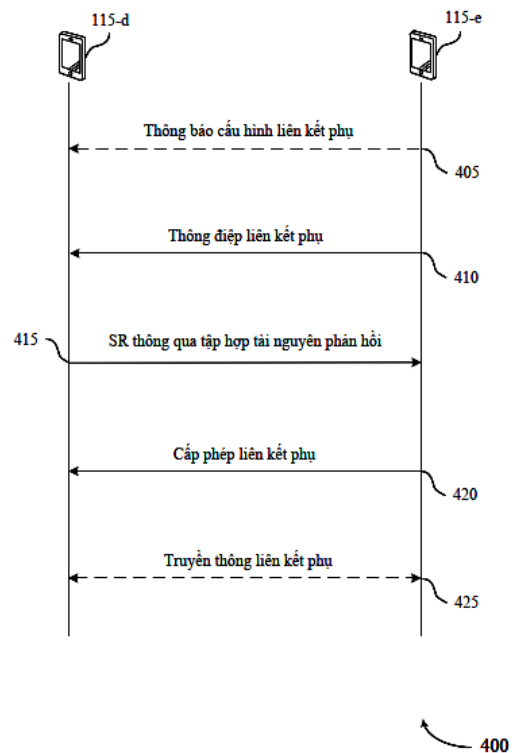 115-d
115-e
Thông báo cấu hình liên kết phụ
405
Thông điệp liên kết phụ
410
415
SR thông qua tập hợp tài nguyên phản hồi
Cấp phép liên kết phụ
420
Truyền thông liên kết phụ
425
400